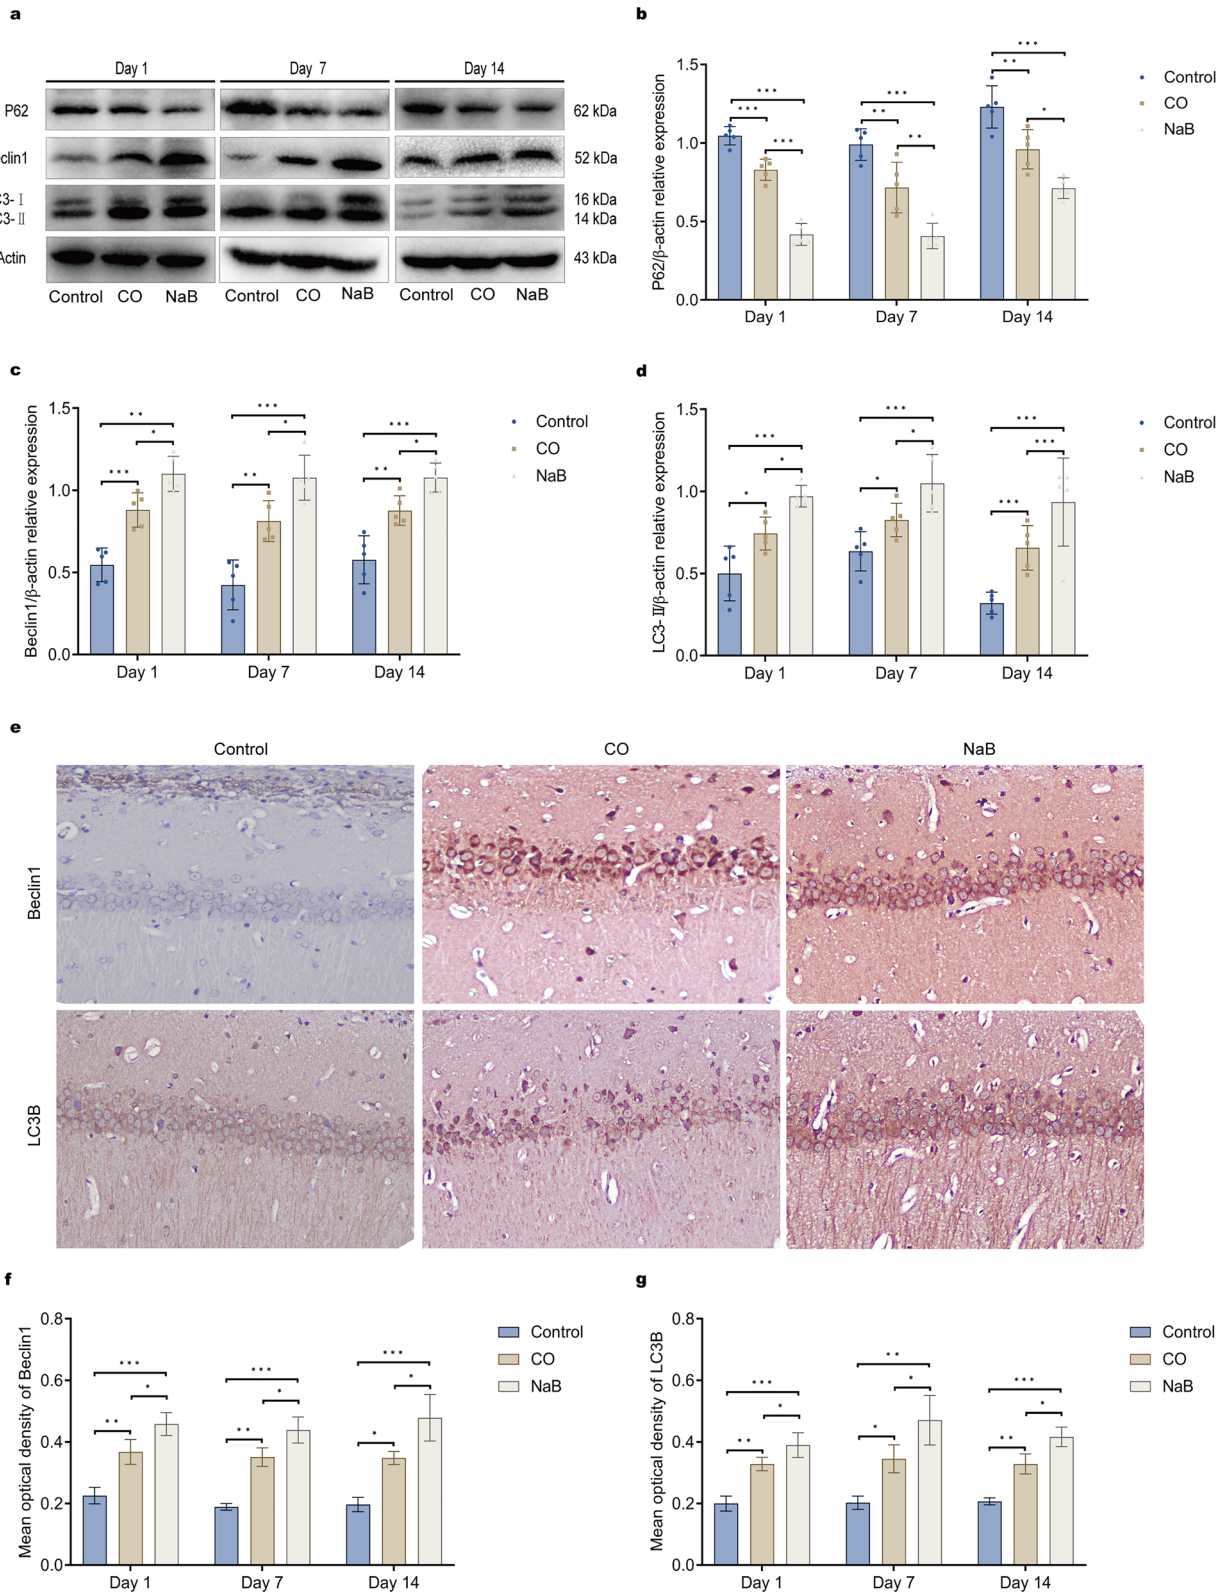 a
Day 1 Day 7 Day 14
P62 62 kDa
clin1 52 kDa
C3-Ⅰ 16 kDa
C3-Ⅱ 14 kDa
Actin 43 kDa
Control CO NaB Control CO NaB Control CO NaB
b
P62/β-actin relative expression
1.5
1.0
0.5
0.0
*** *** *** *** ** ** *** ** *
Day 1 Day 7 Day 14
Control
CO
NaB
c
Beclin1/β-actin relative expression
1.5
1.0
0.5
0.0
** * *** *** * ** *** * **
Day 1 Day 7 Day 14
Control
CO
NaB
d
LC3-Ⅱ/β-actin relative expression
1.5
1.0
0.5
0.0
*** * * *** * * *** *** ***
Day 1 Day 7 Day 14
Control
CO
NaB
e
Control CO NaB
Beclin1
LC3B
f
Mean optical density of Beclin1
0.8
0.6
0.4
0.2
0.0
*** * ** *** * ** *** * *
Day 1 Day 7 Day 14
Control
CO
NaB
g
Mean optical density of LC3B
0.8
0.6
0.4
0.2
0.0
*** * ** ** * * *** * **
Day 1 Day 7 Day 14
Control
CO
NaB